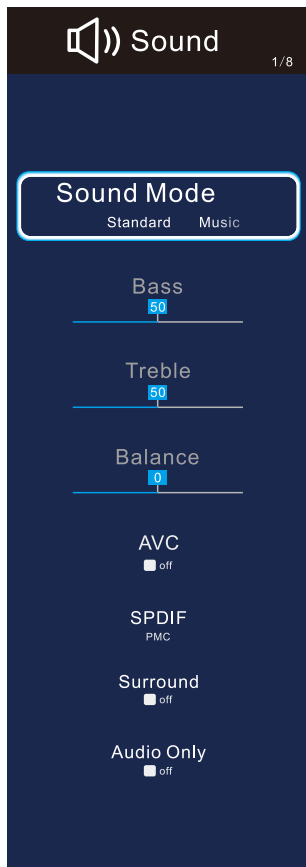 Sound
1/8
Sound Mode
Standard Music
Bass
50
Treble
50
Balance
0
AVC
off
SPDIF
PMC
Surround
off
Audio Only
off